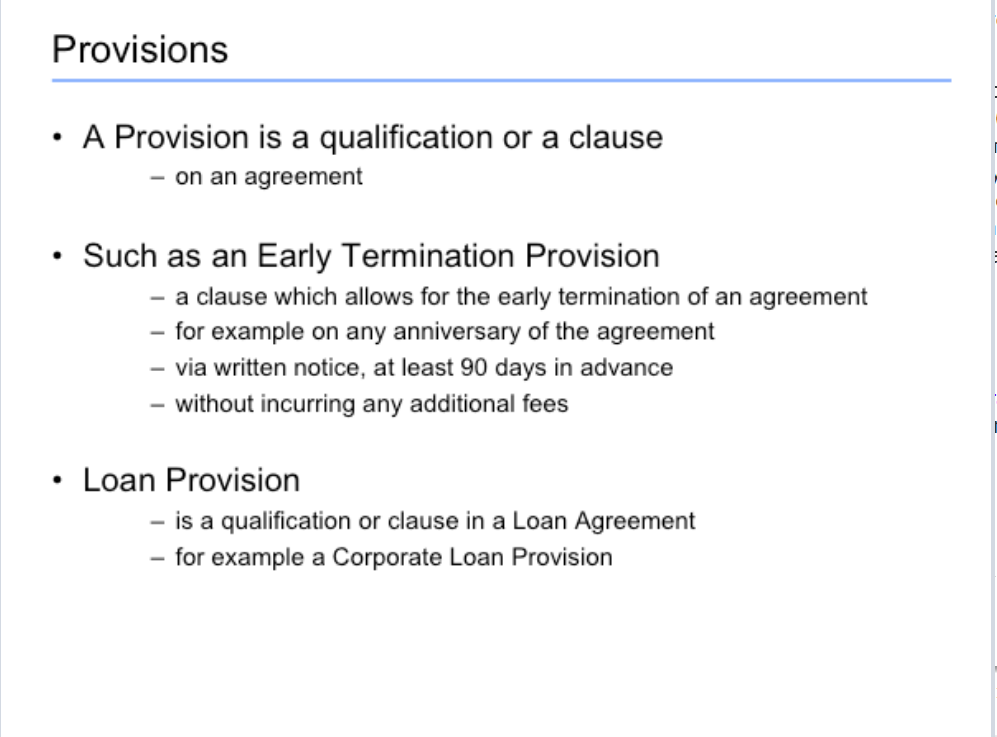 Provisions
• A Provision is a qualification or a clause
– on an agreement
• Such as an Early Termination Provision
– a clause which allows for the early termination of an agreement
– for example on any anniversary of the agreement
– via written notice, at least 90 days in advance
– without incurring any additional fees
• Loan Provision
– is a qualification or clause in a Loan Agreement
– for example a Corporate Loan Provision